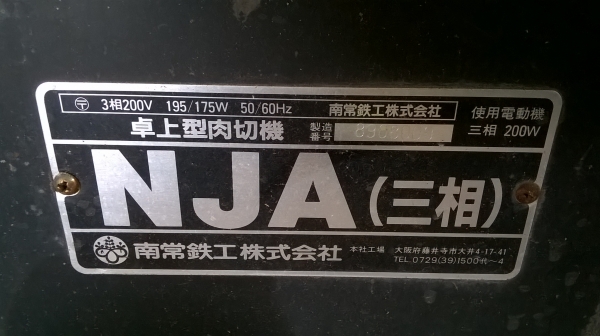 〒 3相200V 195/175W 50/60Hz 南常鉄工株式会社
使用電動機
三相 200W
卓上型肉切機 製造番号
NJA(三相)
南常鉄工株式会社
本社工場 大阪府藤井寺市大井4-17-41
TEL.0729(39)1500代~4